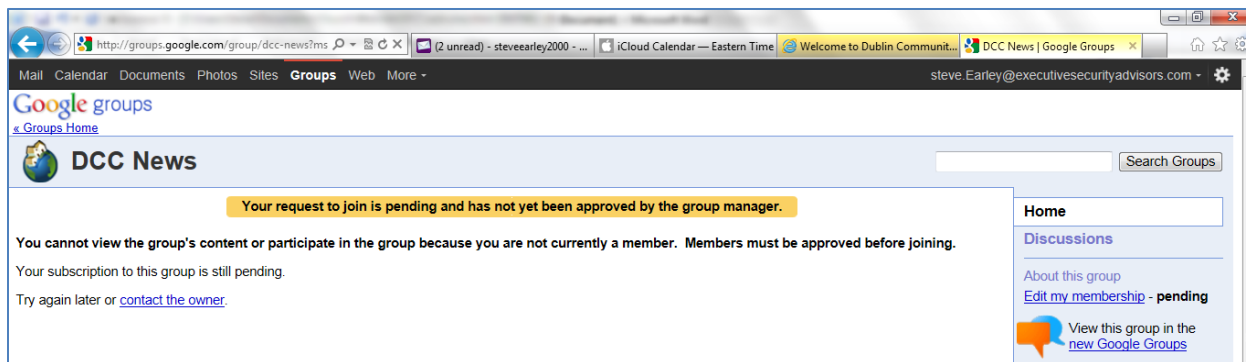 http://groups.google.com/group/dcc-news?ms
(2 unread) - steveearley2000 - ...
iCloud Calendar — Eastern Time
Welcome to Dublin Communit...
DCC News | Google Groups
Mail Calendar Documents Photos Sites Groups Web More
steve.Earley@executivesecurityadvisors.com
Google groups
« Groups Home
DCC News
Search Groups
Your request to join is pending and has not yet been approved by the group manager.
You cannot view the group's content or participate in the group because you are not currently a member. Members must be approved before joining.
Your subscription to this group is still pending.
Try again later or contact the owner.
Home
Discussions
About this group
Edit my membership - pending
View this group in the
new Google Groups